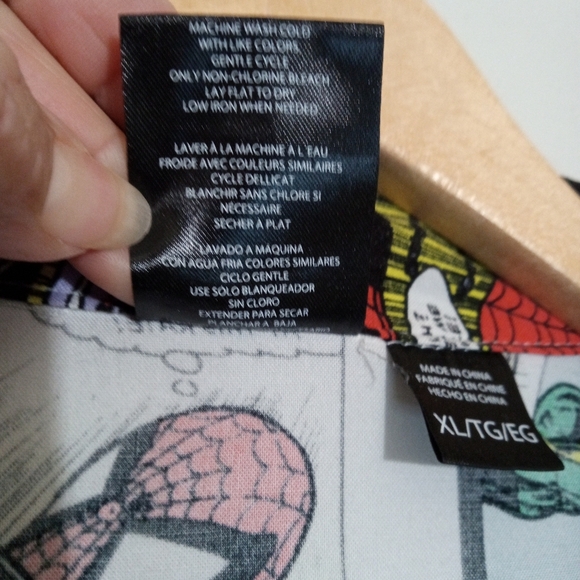 MACHINE WASH COLD
WITH LIKE COLORS
GENTLE CYCLE
ONLY NON-CHLORINE BLEACH
LAY FLAT TO DRY
LOW IRON WHEN NEEDED
LAVER À LA MACHINE À L´EAU
FROIDE AVEC COULEURS SIMILAIRES
CYCLE DELLICAT
BLANCHIR SANS CHLORE SI
NÉCESSAIRE
SECHER À PLAT
LAVADO A MAQUINA
CON AGUA FRIA COLORES SIMILARES
CICLO GENTLE
USE SÓLO BLANQUEADOR
SIN CLORO
EXTENDER PARA SECAR
PLANCHAR A BAJA
MADE IN CHINA
FABRIQUÉ EN CHINE
HECHO EN CHINA
XL/TG/EG